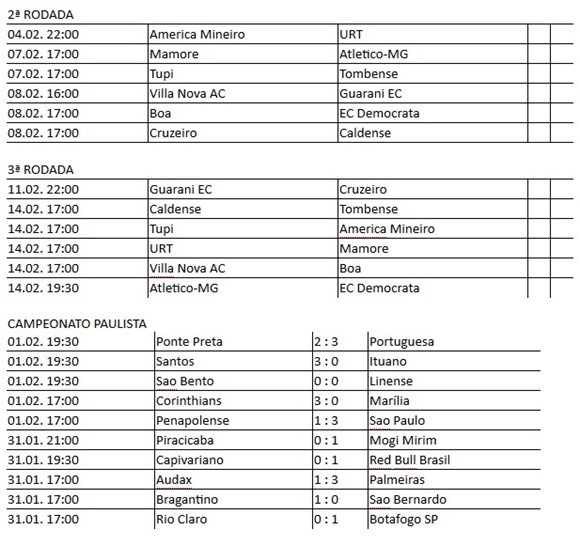 2ª RODADA
04.02. 22:00 America Mineiro URT
07.02. 17:00 Mamore Atletico-MG
07.02. 17:00 Tupi Tombense
08.02. 16:00 Villa Nova AC Guarani EC
08.02. 17:00 Boa EC Democrata
08.02. 17:00 Cruzeiro Caldense
3ª RODADA
11.02. 22:00 Guarani EC Cruzeiro
14.02. 17:00 Caldense Tombense
14.02. 17:00 Tupi America Mineiro
14.02. 17:00 URT Mamore
14.02. 17:00 Villa Nova AC Boa
14.02. 19:30 Atletico-MG EC Democrata
CAMPEONATO PAULISTA
01.02. 19:30 Ponte Preta 2 : 3 Portuguesa
01.02. 19:30 Santos 3 : 0 Ituano
01.02. 19:30 Sao Bento 0 : 0 Linense
01.02. 17:00 Corinthians 3 : 0 Marília
01.02. 17:00 Penapolense 1 : 3 Sao Paulo
31.01. 21:00 Piracicaba 0 : 1 Mogi Mirim
31.01. 19:30 Capivariano 0 : 1 Red Bull Brasil
31.01. 17:00 Audax 1 : 3 Palmeiras
31.01. 17:00 Bragantino 1 : 0 Sao Bernardo
31.01. 17:00 Rio Claro 0 : 1 Botafogo SP